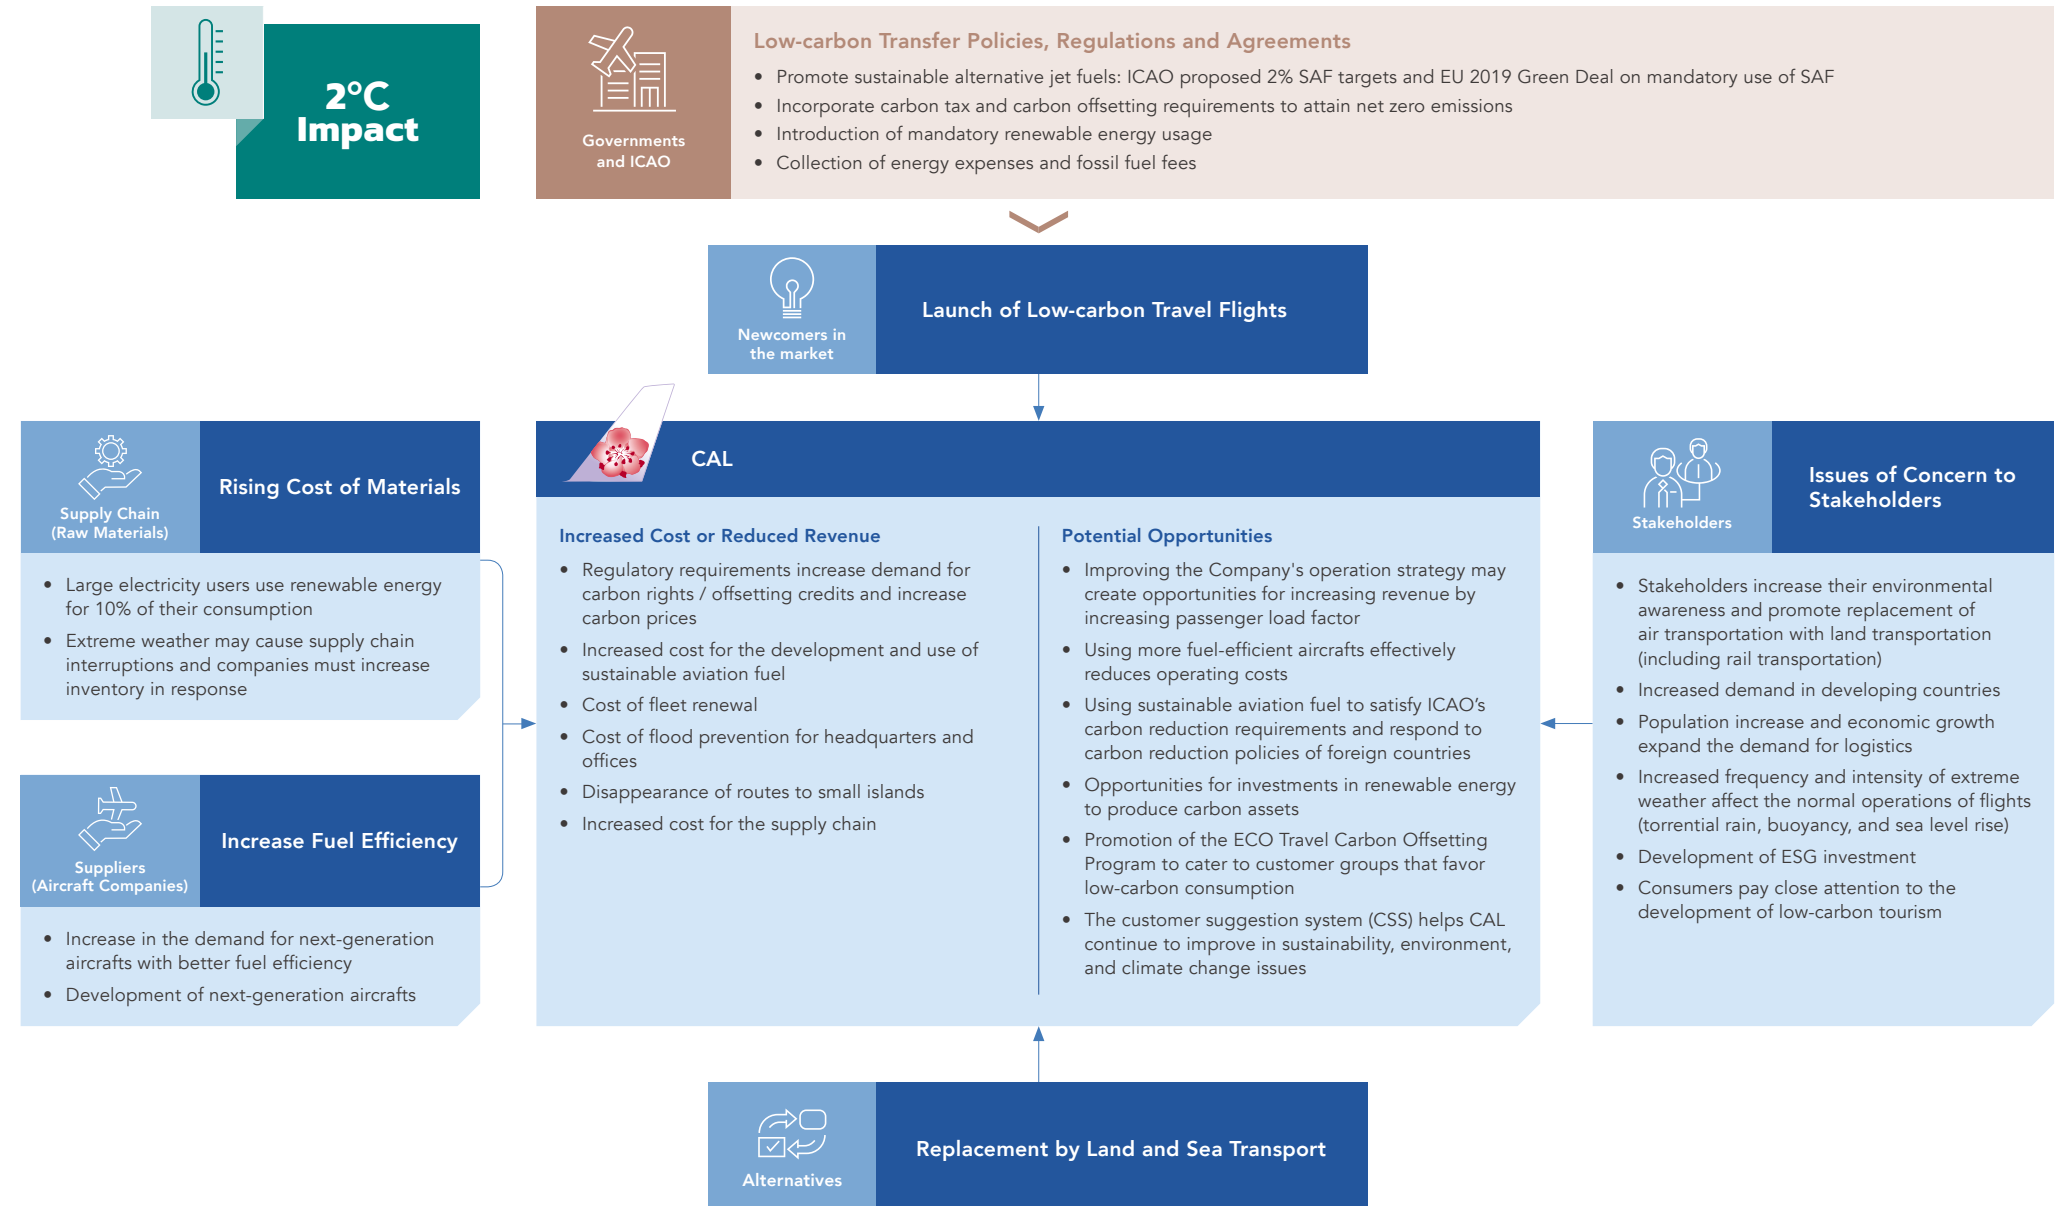 2°C
Impact
Governments
and ICAO
Low-carbon Transfer Policies, Regulations and Agreements
• Promote sustainable alternative jet fuels: ICAO proposed 2% SAF targets and EU 2019 Green Deal on mandatory use of SAF
• Incorporate carbon tax and carbon offsetting requirements to attain net zero emissions
• Introduction of mandatory renewable energy usage
• Collection of energy expenses and fossil fuel fees
Newcomers in
the market
Launch of Low-carbon Travel Flights
Supply Chain
(Raw Materials)
Rising Cost of Materials
• Large electricity users use renewable energy
for 10% of their consumption
• Extreme weather may cause supply chain
interruptions and companies must increase
inventory in response
Suppliers
(Aircraft Companies)
Increase Fuel Efficiency
• Increase in the demand for next-generation
aircrafts with better fuel efficiency
• Development of next-generation aircrafts
CAL
Increased Cost or Reduced Revenue
• Regulatory requirements increase demand for
carbon rights / offsetting credits and increase
carbon prices
• Increased cost for the development and use of
sustainable aviation fuel
• Cost of fleet renewal
• Cost of flood prevention for headquarters and
offices
• Disappearance of routes to small islands
• Increased cost for the supply chain
Potential Opportunities
• Improving the Company's operation strategy may
create opportunities for increasing revenue by
increasing passenger load factor
• Using more fuel-efficient aircrafts effectively
reduces operating costs
• Using sustainable aviation fuel to satisfy ICAO’s
carbon reduction requirements and respond to
carbon reduction policies of foreign countries
• Opportunities for investments in renewable energy
to produce carbon assets
• Promotion of the ECO Travel Carbon Offsetting
Program to cater to customer groups that favor
low-carbon consumption
• The customer suggestion system (CSS) helps CAL
continue to improve in sustainability, environment,
and climate change issues
Stakeholders
Issues of Concern to
Stakeholders
• Stakeholders increase their environmental
awareness and promote replacement of
air transportation with land transportation
(including rail transportation)
• Increased demand in developing countries
• Population increase and economic growth
expand the demand for logistics
• Increased frequency and intensity of extreme
weather affect the normal operations of flights
(torrential rain, buoyancy, and sea level rise)
• Development of ESG investment
• Consumers pay close attention to the
development of low-carbon tourism
Alternatives
Replacement by Land and Sea Transport